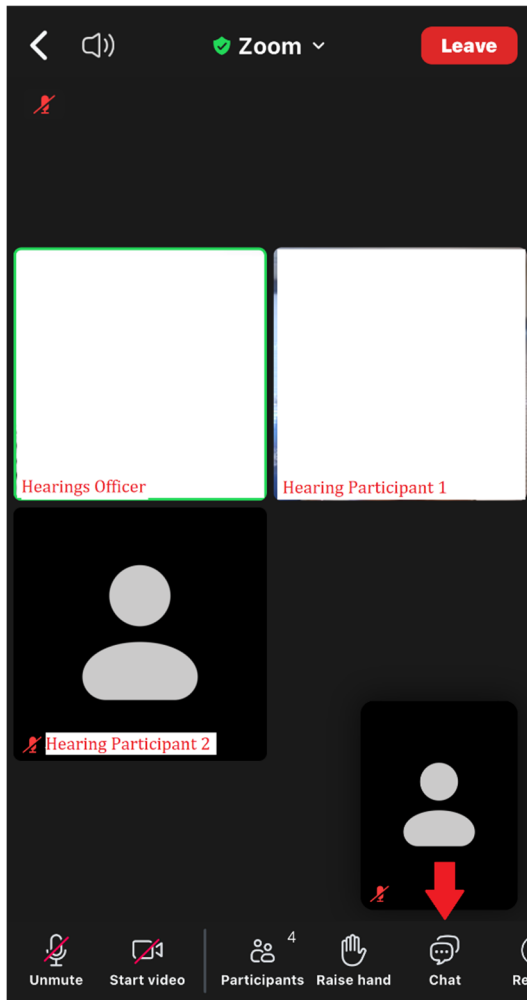 Zoom
Leave
Hearings Officer
Hearing Participant 1
Hearing Participant 2
4
Unmute
Start video
Participants
Raise hand
Chat